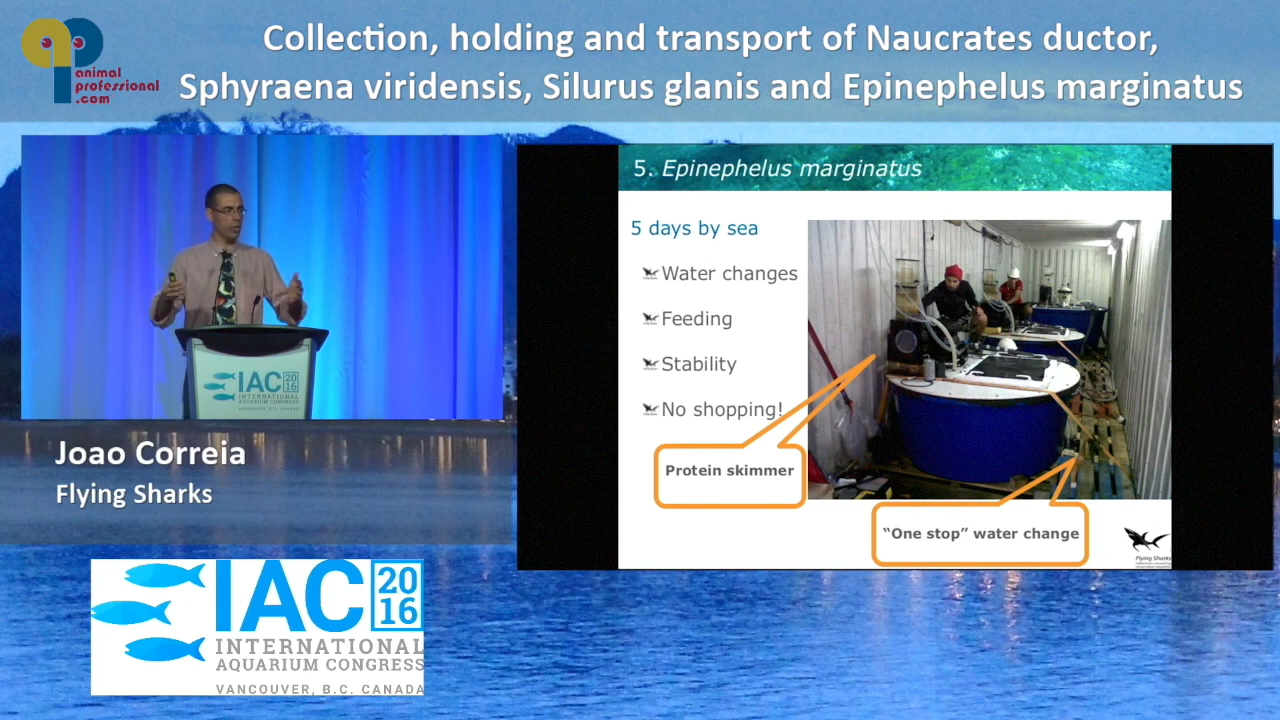 Collection, holding and transport of Naucrates ductor,
Sphyraena viridensis, Silurus glanis and Epinephelus marginatus
animal
professional
.com
5. Epinephelus marginatus
5 days by sea
Water changes
Feeding
Stability
No shopping!
Protein skimmer
“One stop” water change
Flying Sharks
IAC 2016
INTERNATIONAL
AQUARIUM CONGRESS
VANCOUVER, B.C. CANADA
Joao Correia
Flying Sharks
IAC 20
16
INTERNATIONAL
AQUARIUM CONGRESS
VANCOUVER, B.C. CANADA